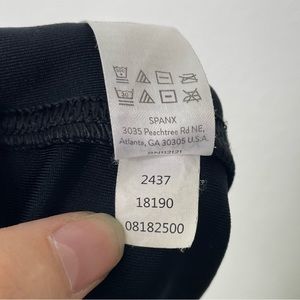 SPANX
3035 Peachtree Rd NE,
Atlanta, GA 30305 U.S.A.
2437
18190
08182500